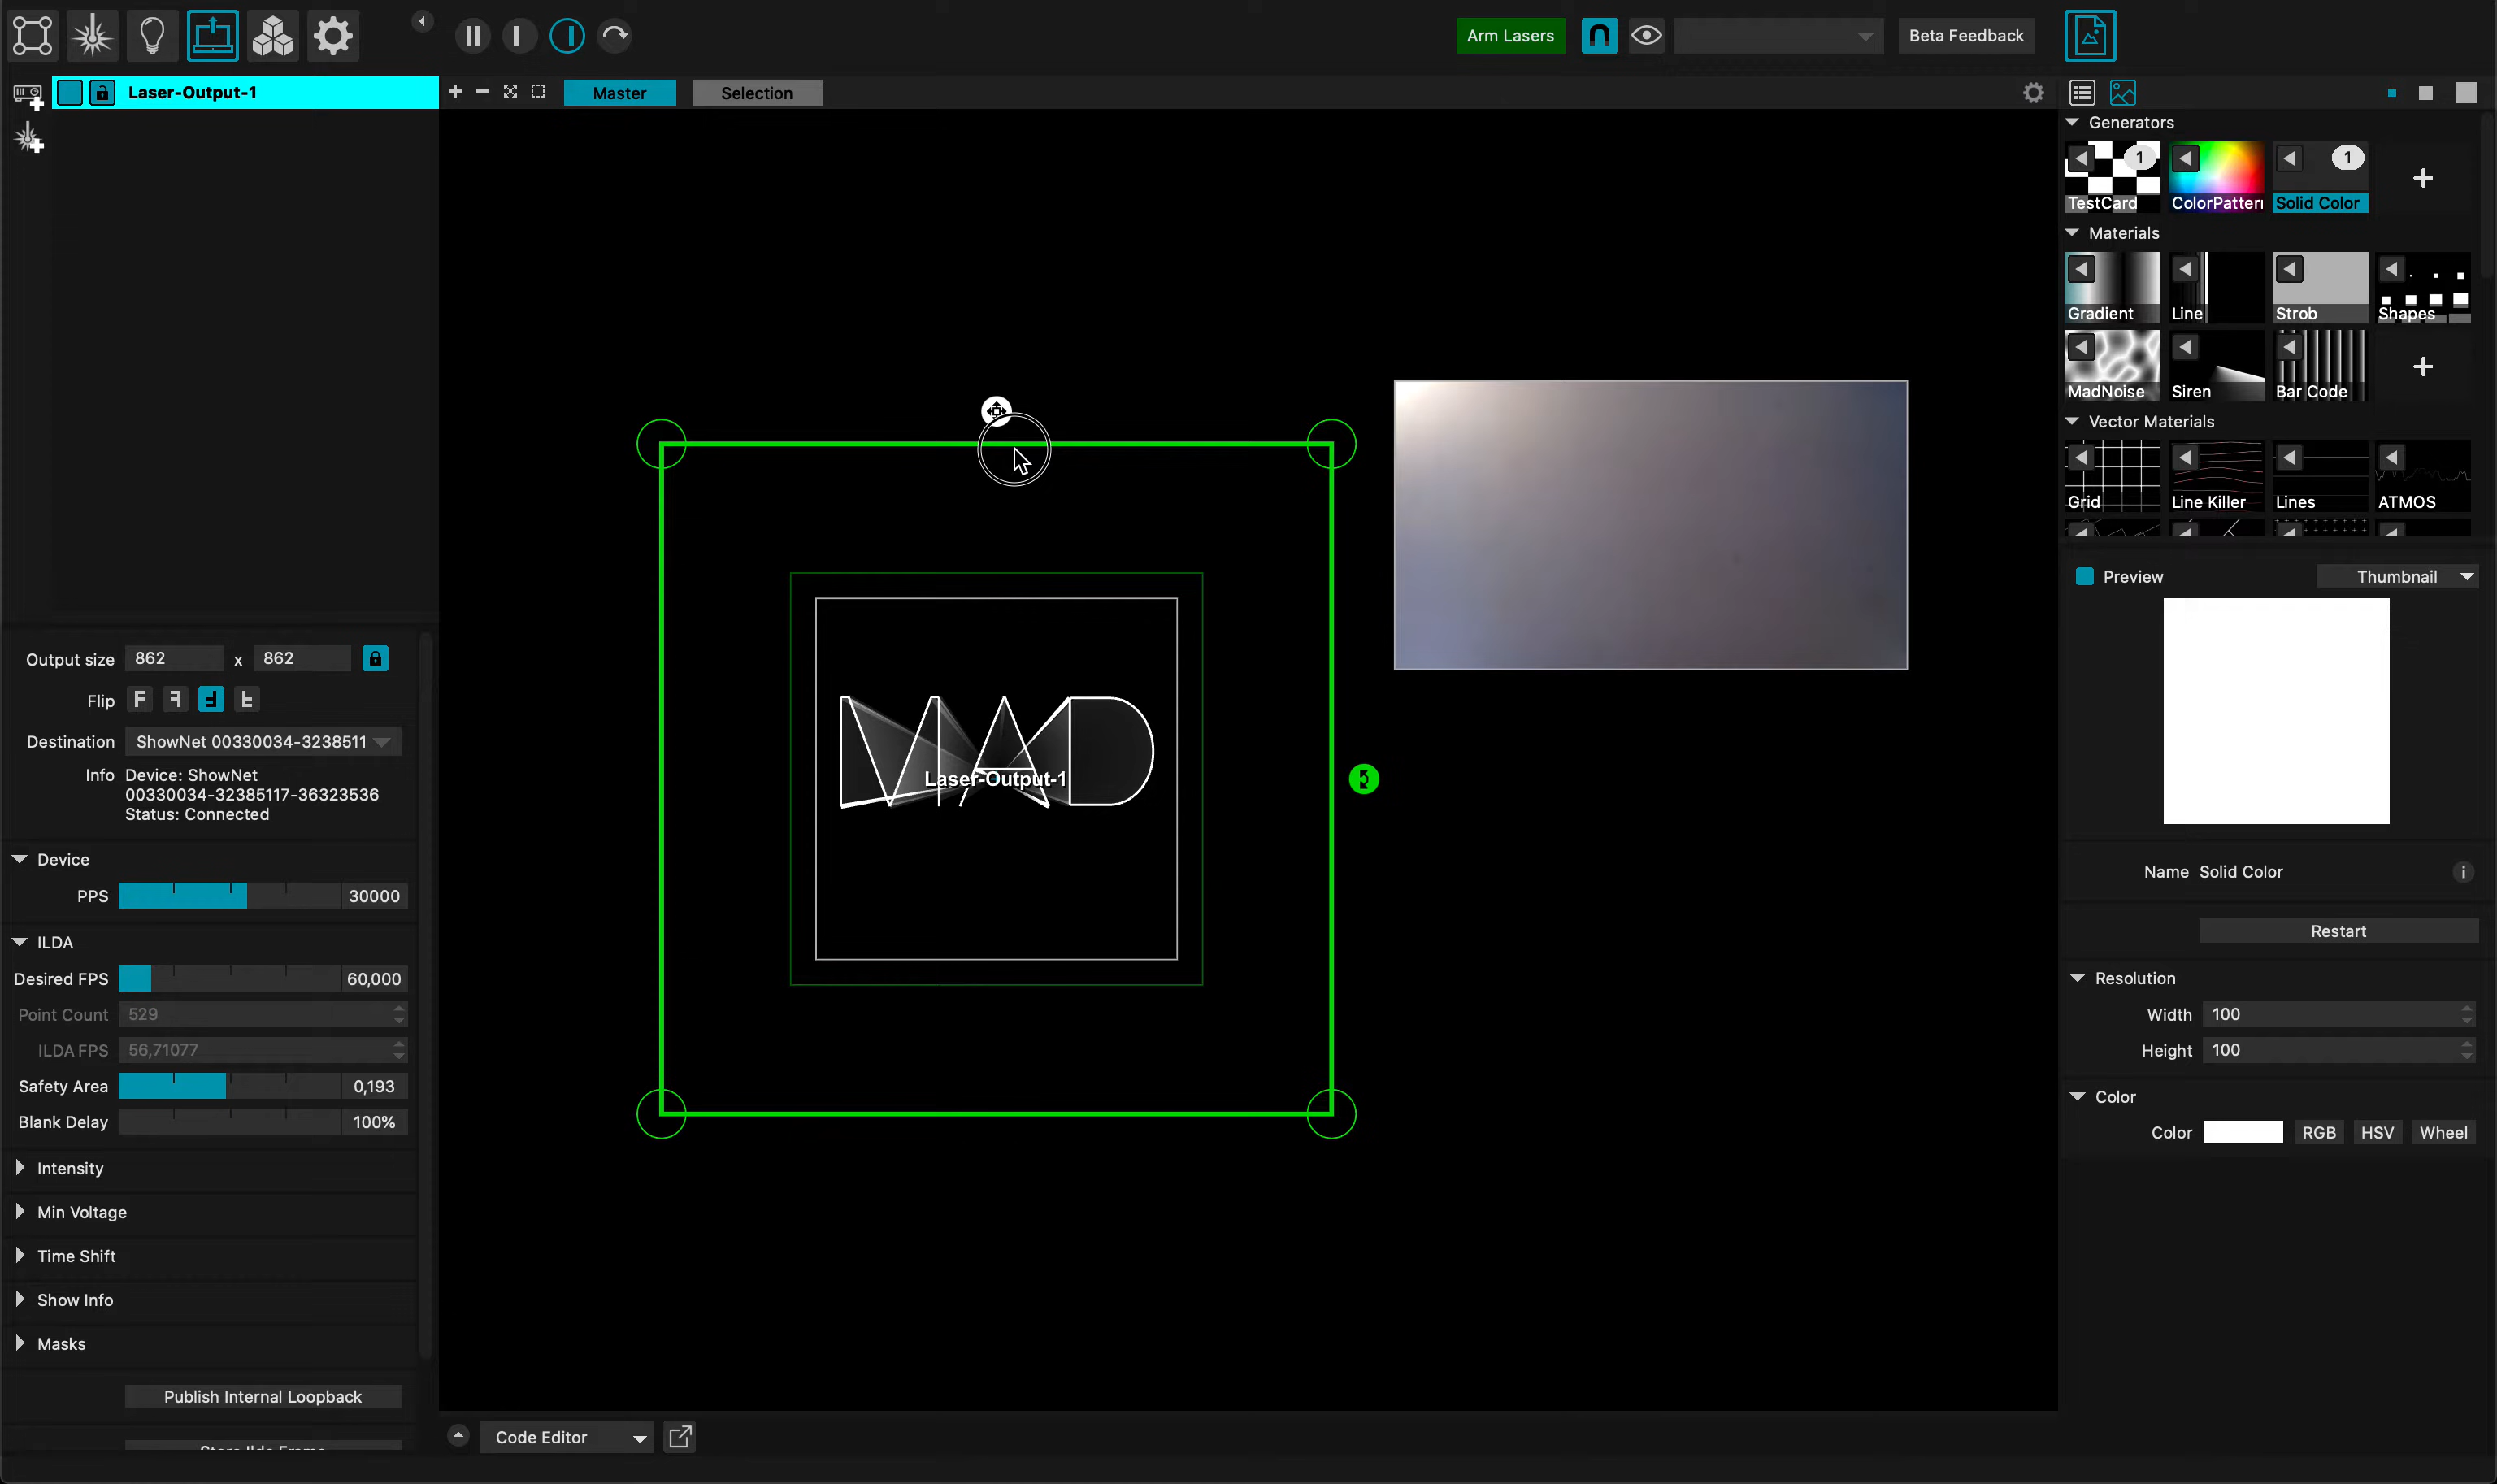 Arm Lasers
Beta Feedback
Laser-Output-1
Master
Selection
Generators
1
1
TestCard
ColorPatter
Solid Color
Materials
Gradient
Line
Strob
Shapes
MadNoise
Siren
Bar Code
Vector Materials
Grid
Line Killer
Lines
ATMOS
Preview
Thumbnail
Output size 862 x 862
Flip
Destination ShowNet 00330034-3238511
Info Device: ShowNet
00330034-32385117-36323536
Status: Connected
MAD
Laser-Output-1
Device
PPS 30000
ILDA
Desired FPS 60,000
Point Count 529
ILDA FPS 56,71077
Safety Area 0,193
Blank Delay 100%
Intensity
Min Voltage
Time Shift
Show Info
Masks
Publish Internal Loopback
Code Editor
Name Solid Color
Restart
Resolution
Width 100
Height 100
Color
Color RGB HSV Wheel